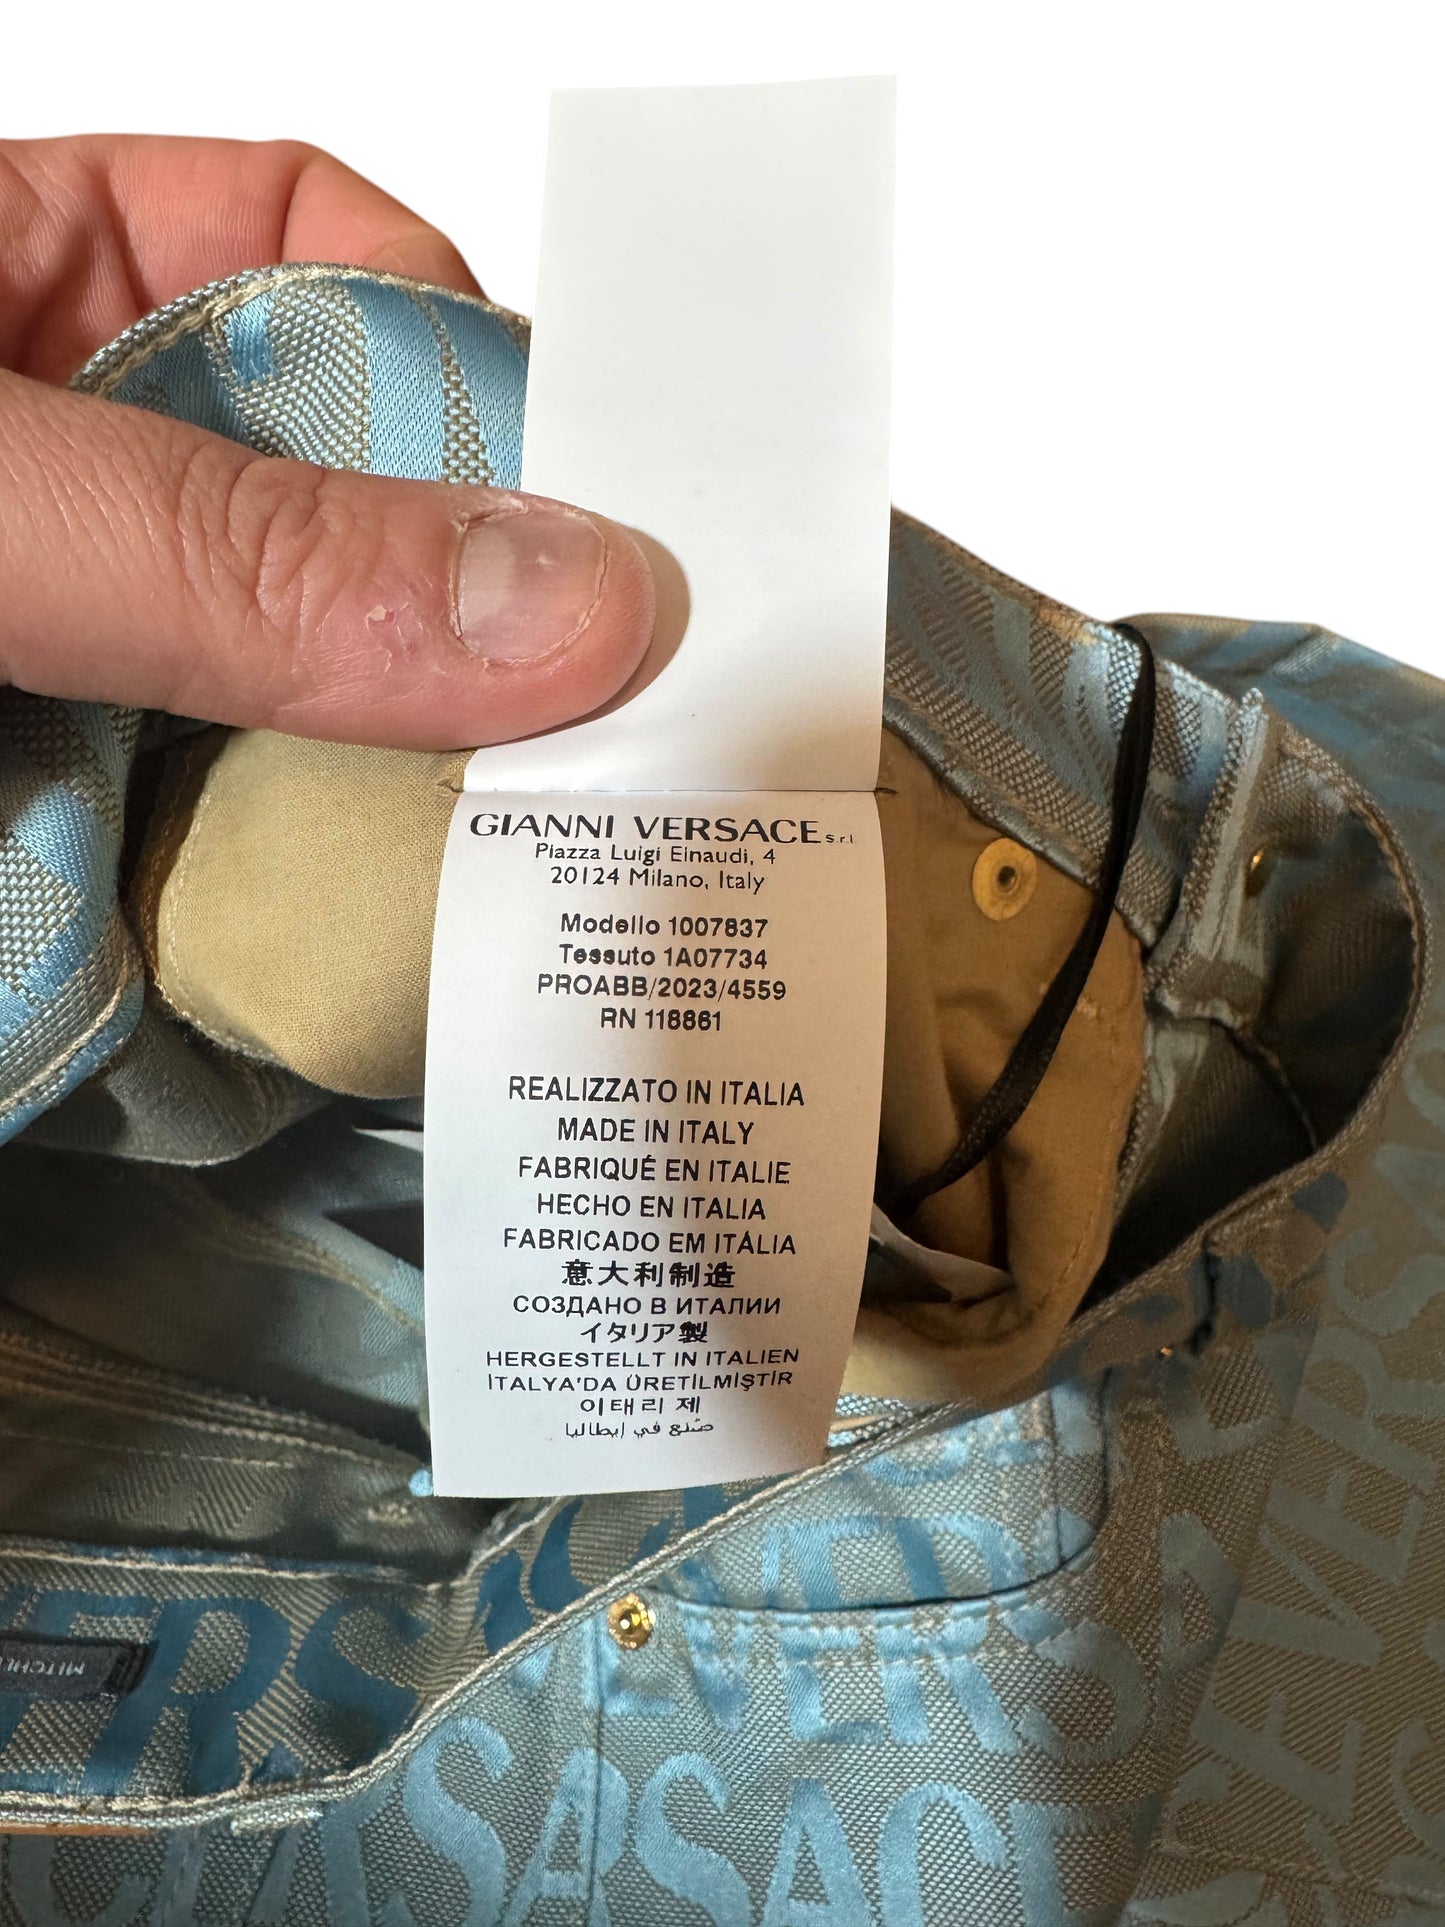 GIANNI VERSACE S.r.l.
Piazza Luigi Einaudi, 4
20124 Milano, Italy
Modello 1007837
Tessuto 1A07734
PROABB/2023/4559
RN 118861
REALIZZATO IN ITALIA
MADE IN ITALY
FABRIQUÉ EN ITALIE
HECHO EN ITALIA
FABRICADO EM ITÁLIA
意大利制造
СОЗДАНО В ИТАЛИИ
イタリア製
HERGESTELLT IN ITALIEN
İTALYA'DA ÜRETİLMİŞTİR
이태리 제
صنع في ايطاليا